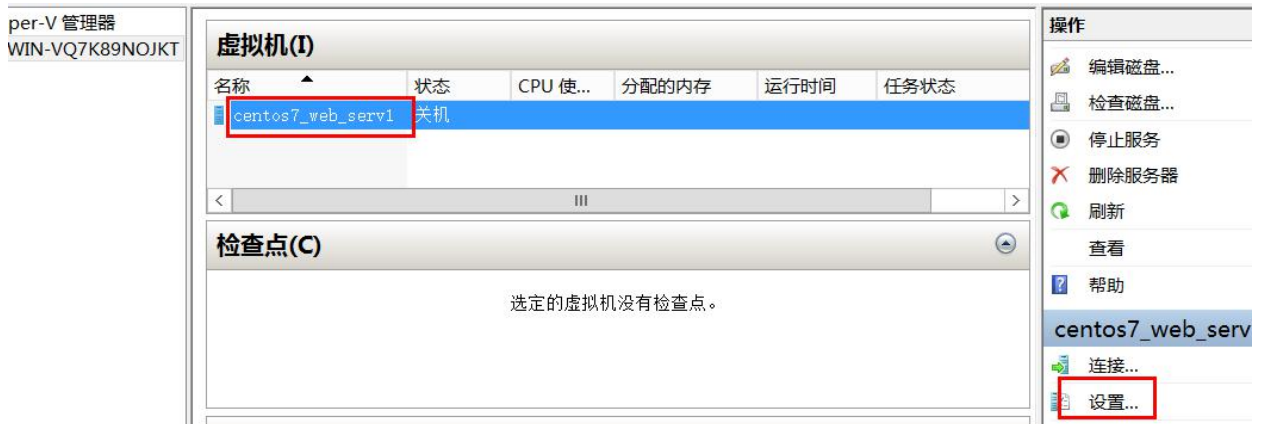 per-V 管理器
WIN-VQ7K89NOJKT
虚拟机(I)
名称 状态 CPU 使... 分配的内存 运行时间 任务状态
centos7_web_serv1 关机
检查点(C)
选定的虚拟机没有检查点。
操作
编辑磁盘...
检查磁盘...
停止服务
删除服务器
刷新
查看
帮助
centos7_web_serv
连接...
设置...